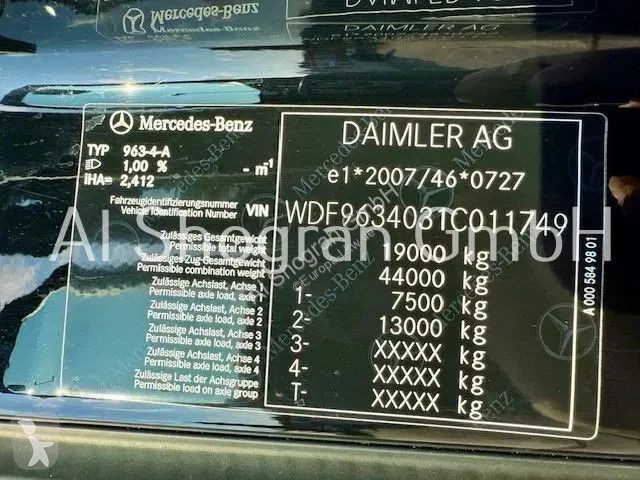 Mercedes-Benz
Mercedes-Benz
DAIMLER AG
TYP 963-4-A
1,00 % - m-1
IHA= 2,412
e1*2007/46*0727
Fahrzeugidentifizierungsnummer
Vehicle Identification Number VIN
WDF9634031C011749
Al Shogran GmbH
Zulässiges Gesamtgewicht
Permissible total weight
19000 kg
Zulässiges Zug-Gesamtgewicht
Permissible combination weight
44000 kg
Zulässige Achslast, Achse 1
Permissible axle load, axle 1
1- 7500 kg
Zulässige Achslast, Achse 2
Permissible axle load, axle 2
2- 13000 kg
Zulässige Achslast, Achse 3
Permissible axle load, axle 3
3- XXXXX kg
Zulässige Achslast, Achse 4
Permissible axle load, axle 4
4- XXXXX kg
Zulässige Last der Achsgruppe
Permissible load on axle group
T- XXXXX kg
A 000 584 98 01